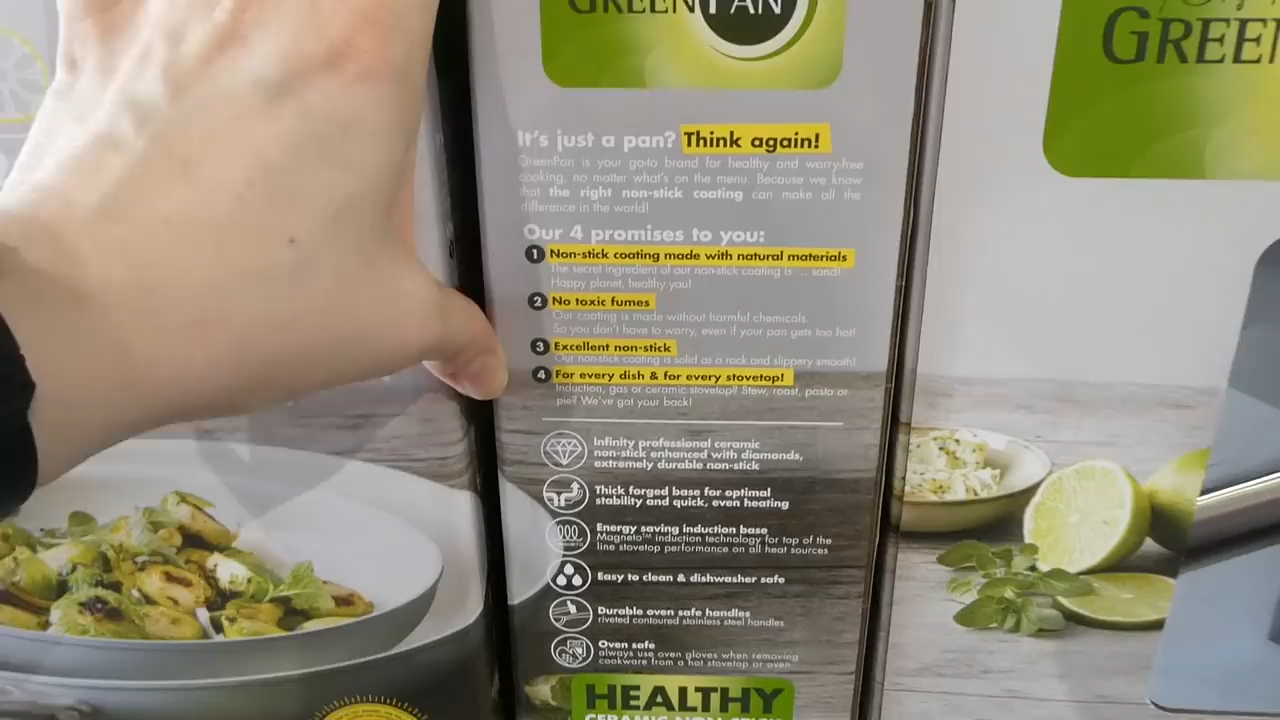 GREENPAN
GREEN
It's just a pan? Think again!
GreenPan is your go-to brand for healthy and worry-free
cooking, no matter what's on the menu. Because we know
that the right non-stick coating can make all the
difference in the world!
Our 4 promises to you:
1 Non-stick coating made with natural materials
The secret ingredient of our non-stick coating is ... sand!
Happy planet, healthy you!
2 No toxic fumes
Our coating is made without harmful chemicals.
So you don't have to worry, even if your pan gets too hot!
3 Excellent non-stick
Our non-stick coating is solid as a rock and slippery smooth!
4 For every dish & for every stovetop!
Induction, gas or ceramic stovetop? Stew, roast, pasta or
pie? We've got your back!
Infinity professional ceramic
non-stick enhanced with diamonds,
extremely durable non-stick
Thick forged base for optimal
stability and quick, even heating
Energy saving induction base
Magneto™ induction technology for top of the
line stovetop performance on all heat sources
Easy to clean & dishwasher safe
Durable oven safe handles
riveted contoured stainless steel handles
Oven safe
always use oven gloves when removing
cookware from a hot stovetop or oven
HEALTHY
CERAMIC NON-STICK